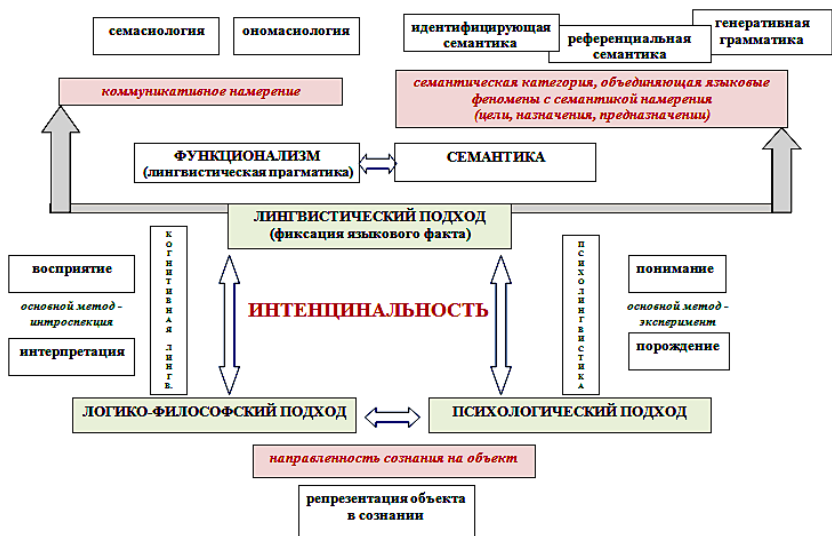 семасиология
ономасиология
идентифицирующая
семантика
референциальная
семантика
генеративная
грамматика
коммуникативное намерение
семантическая категория, объединяющая языковые
феномены с семантикой намерения
(цели, назначения, предназначении)
ФУНКЦИОНАЛИЗМ
(лингвистическая прагматика)
СЕМАНТИКА
ЛИНГВИСТИЧЕСКИЙ ПОДХОД
(фиксация языкового факта)
КОГНИТИВНАЯ ЛИНГВ.
ПСИХОЛИНГВИСТИКА
восприятие
основной метод -
интроспекция
интерпретация
ИНТЕНЦИНАЛЬНОСТЬ
понимание
основной метод -
эксперимент
порождение
ЛОГИКО-ФИЛОСОФСКИЙ ПОДХОД
ПСИХОЛОГИЧЕСКИЙ ПОДХОД
направленность сознания на объект
репрезентация объекта
в сознании